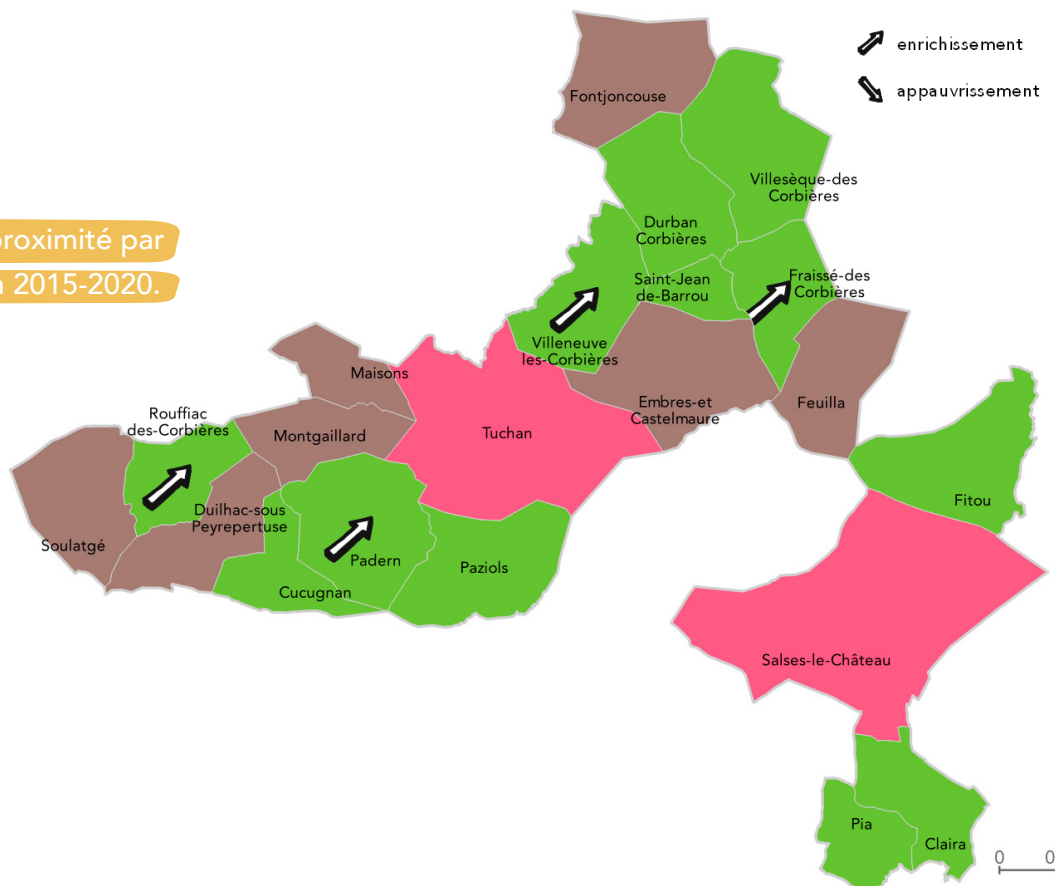 enrichissement
appauvrissement
Fontjoncouse
Villesèque-des
Corbières
roximité par
2015-2020.
Durban
Corbières
Saint-Jean
de-Barrou
Fraissé-des
Corbières
Villeneuve
les-Corbières
Maisons
Embres-et
Castelmaure
Feuilla
Rouffiac
des-Corbières
Montgaillard
Tuchan
Fitou
Duilhac-sous
Peyrepertuse
Soulatgé
Padern
Paziols
Cucugnan
Salses-le-Château
Pia
Claira
0 0